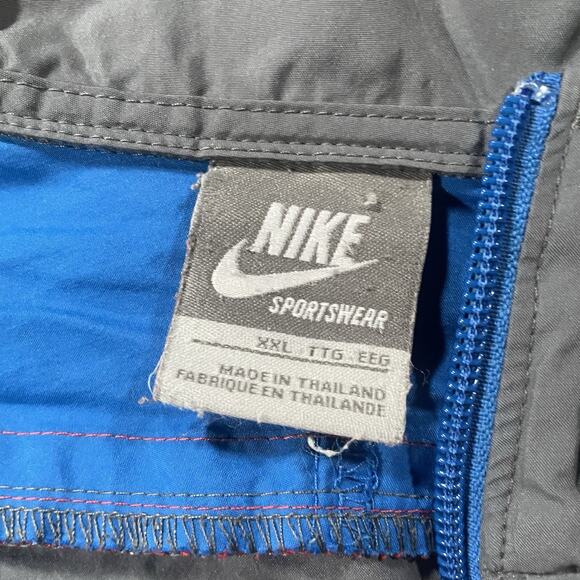 NIKE
SPORTSWEAR
XXL TTG EEG
MADE IN THAILAND
FABRIQUE EN THAILANDE